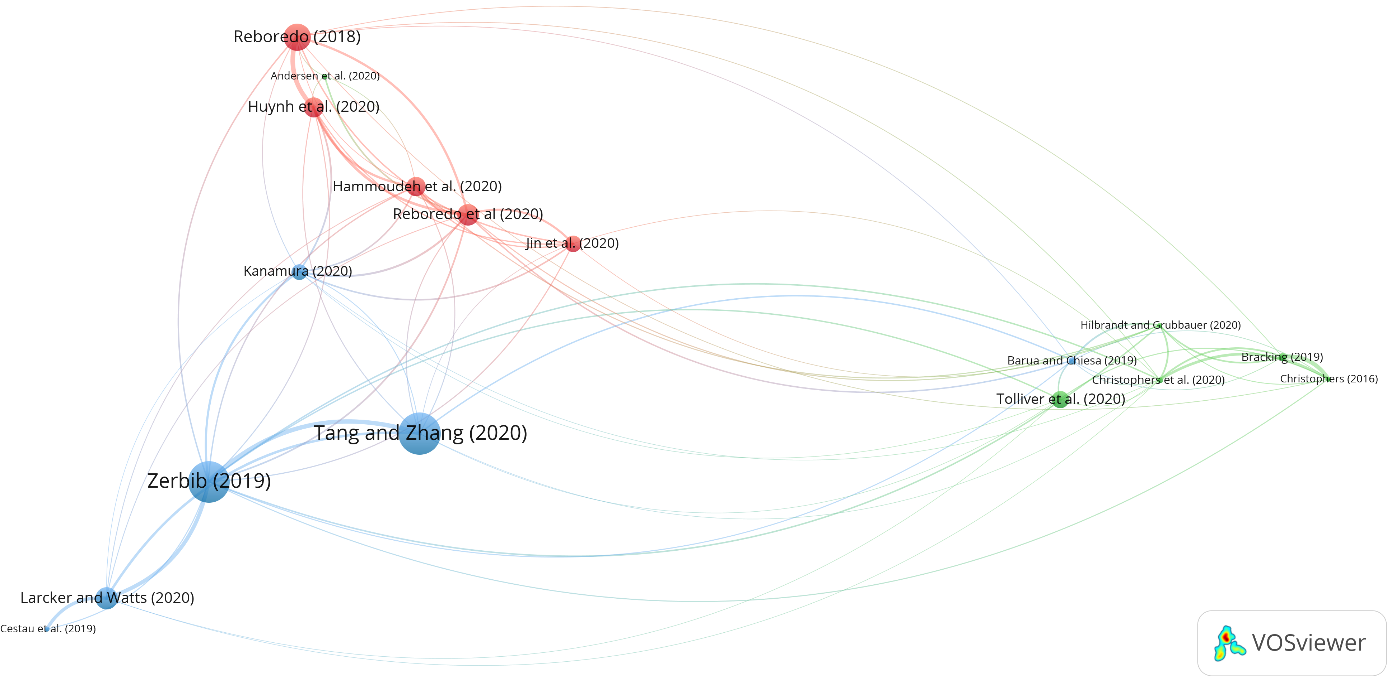 Reboredo (2018)
Andersen et al. (2020)
Huynh et al. (2020)
Hammoudeh et al. (2020)
Reboredo et al (2020)
Jin et al. (2020)
Kanamura (2020)
Hilbrandt and Grubbauer (2020)
Barua and Chiesa (2019)
Bracking (2019)
Christophers et al. (2020)
Christophers (2016)
Tolliver et al. (2020)
Tang and Zhang (2020)
Zerbib (2019)
Larcker and Watts (2020)
Cestau et al. (2019)
VOSviewer